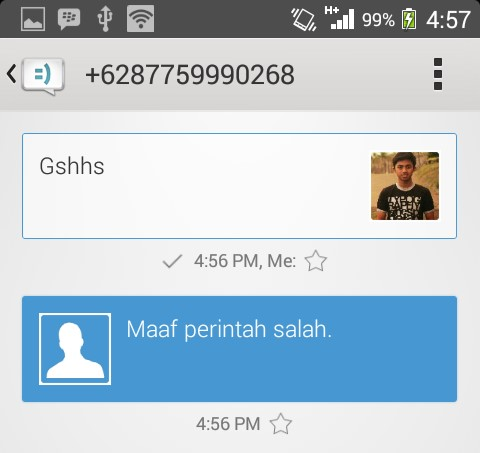 H+ 99% 4:57
+6287759990268
Gshhs
4:56 PM, Me:
Maaf perintah salah.
4:56 PM